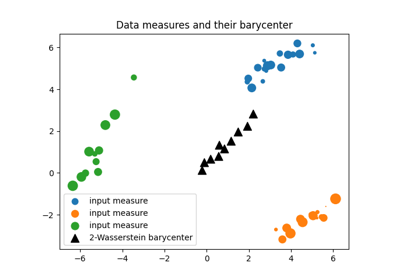 Data measures and their barycenter
6
4
2
0
−2
−6
−4
−2
0
2
4
6
input measure
input measure
input measure
2-Wasserstein barycenter